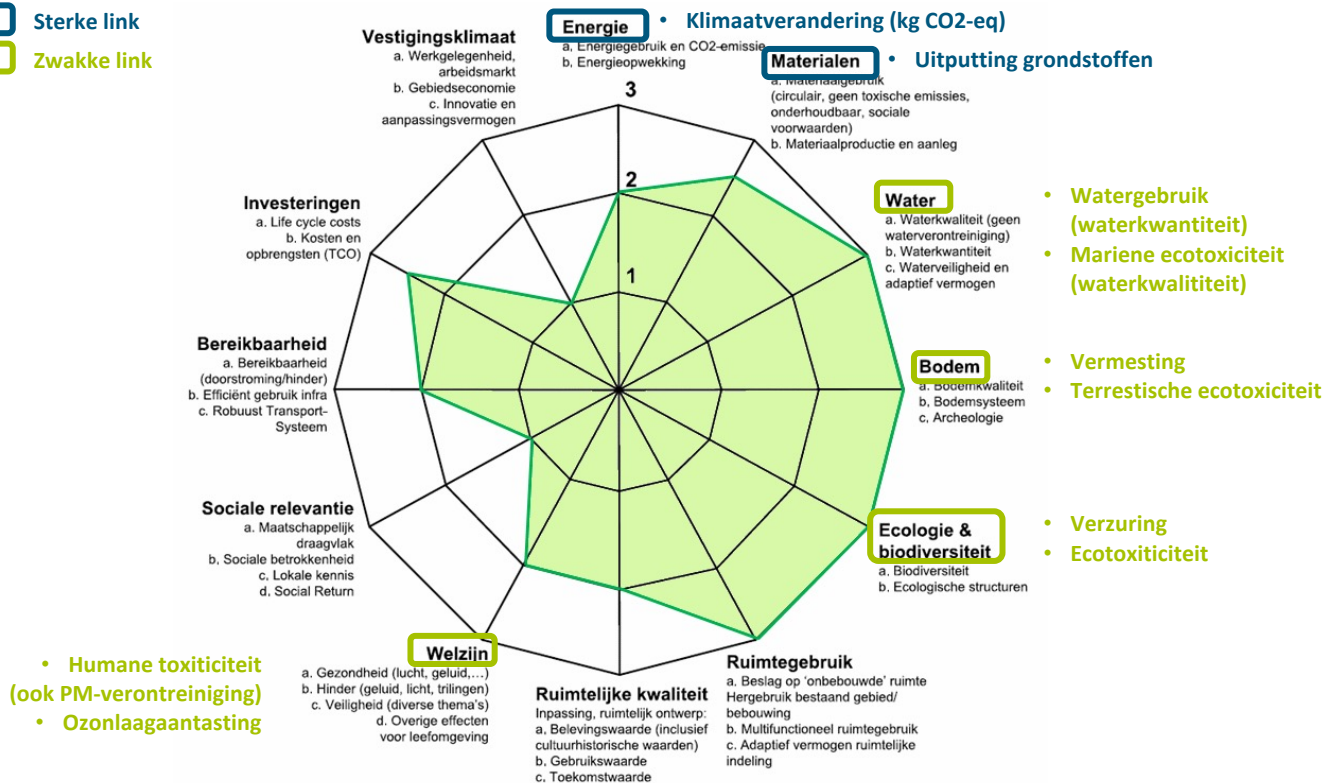 Sterke link
Zwakke link
Energie
• Klimaatverandering (kg CO2-eq)
a. Energiegebruik en CO2-emissie
b. Energieopwekking
Materialen
• Uitputting grondstoffen
a. Materiaalgebruik
(circulair, geen toxische emissies,
onderhoudbaar, sociale
voorwaarden)
b. Materiaalproductie en aanleg
Vestigingsklimaat
a. Werkgelegenheid,
arbeidsmarkt
b. Gebiedseconomie
c. Innovatie en
aanpassingsvermogen
3
2
1
Water
a. Waterkwaliteit (geen
waterverontreiniging)
b. Waterkwantiteit
c. Waterveiligheid en
adaptief vermogen
• Watergebruik
(waterkwantiteit)
• Mariene ecotoxiciteit
(waterkwalititeit)
Investeringen
a. Life cycle costs
b. Kosten en
opbrengsten (TCO)
Bereikbaarheid
a. Bereikbaarheid
(doorstroming/hinder)
b. Efficiënt gebruik infra
c. Robuust Transport-
Systeem
Bodem
a. Bodemkwaliteit
b. Bodemsysteem
c. Archeologie
• Vermesting
• Terrestische ecotoxiciteit
Sociale relevantie
a. Maatschappelijk
draagvlak
b. Sociale betrokkenheid
c. Lokale kennis
d. Social Return
Ecologie &
biodiversiteit
a. Biodiversiteit
b. Ecologische structuren
• Verzuring
• Ecotoxiticiteit
Welzijn
a. Gezondheid (lucht, geluid,...)
b. Hinder (geluid, licht, trilingen)
c. Veiligheid (diverse thema's)
d. Overige effecten
voor leefomgeving
• Humane toxiticiteit
(ook PM-verontreiniging)
• Ozonlaagaantasting
Ruimtelijke kwaliteit
Inpassing, ruimtelijk ontwerp:
a. Belevingswaarde (inclusief
cultuurhistorische waarden)
b. Gebruikswaarde
c. Toekomstwaarde
Ruimtegebruik
a. Beslag op 'onbebouwde' ruimte
Hergebruik bestaand gebied/
bebouwing
b. Multifunctioneel ruimtegebruik
c. Adaptief vermogen ruimtelijke
indeling